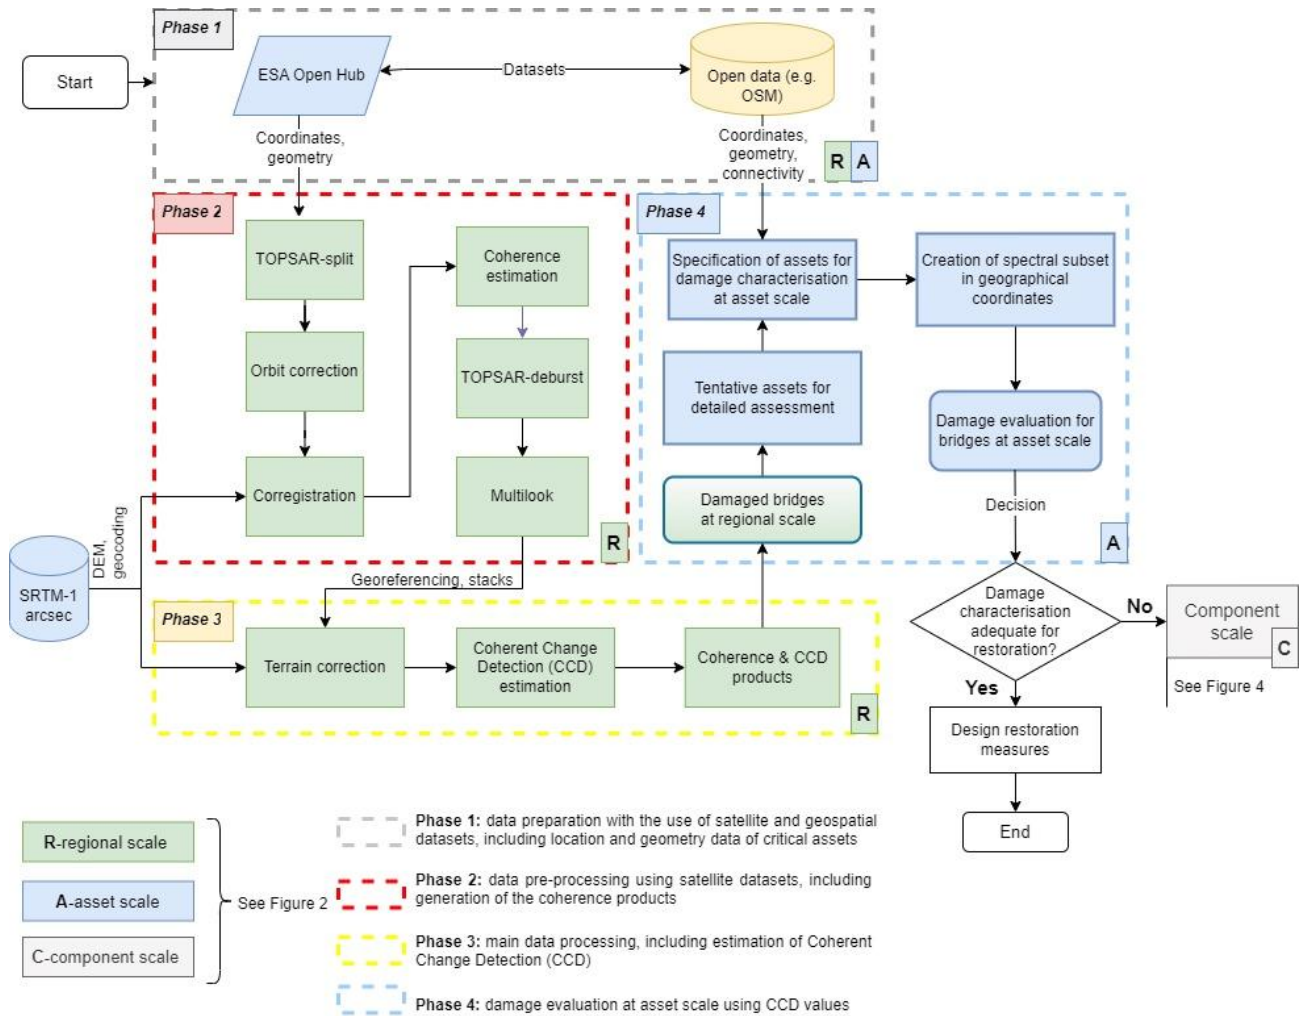 Phase 1
Start
ESA Open Hub
Datasets
Open data (e.g.
OSM)
Coordinates,
geometry
Coordinates,
geometry,
connectivity
R
A
Phase 2
TOPSAR-split
Orbit correction
Corregistration
Coherence
estimation
TOPSAR-deburst
Multilook
R
Phase 4
Specification of assets for
damage characterisation
at asset scale
Creation of spectral subset
in geographical
coordinates
Tentative assets for
detailed assessment
Damage evaluation for
bridges at asset scale
Damaged bridges
at regional scale
Decision
A
SRTM-1
arcsec
DEM,
geocoding
Georeferencing, stacks
Phase 3
Terrain correction
Coherent Change
Detection (CCD)
estimation
Coherence & CCD
products
R
Damage
characterisation
adequate for
restoration?
No
Component
scale
C
See Figure 4
Yes
Design restoration
measures
End
R-regional scale
A-asset scale
C-component scale
See Figure 2
Phase 1: data preparation with the use of satellite and geospatial
datasets, including location and geometry data of critical assets
Phase 2: data pre-processing using satellite datasets, including
generation of the coherence products
Phase 3: main data processing, including estimation of Coherent
Change Detection (CCD)
Phase 4: damage evaluation at asset scale using CCD values